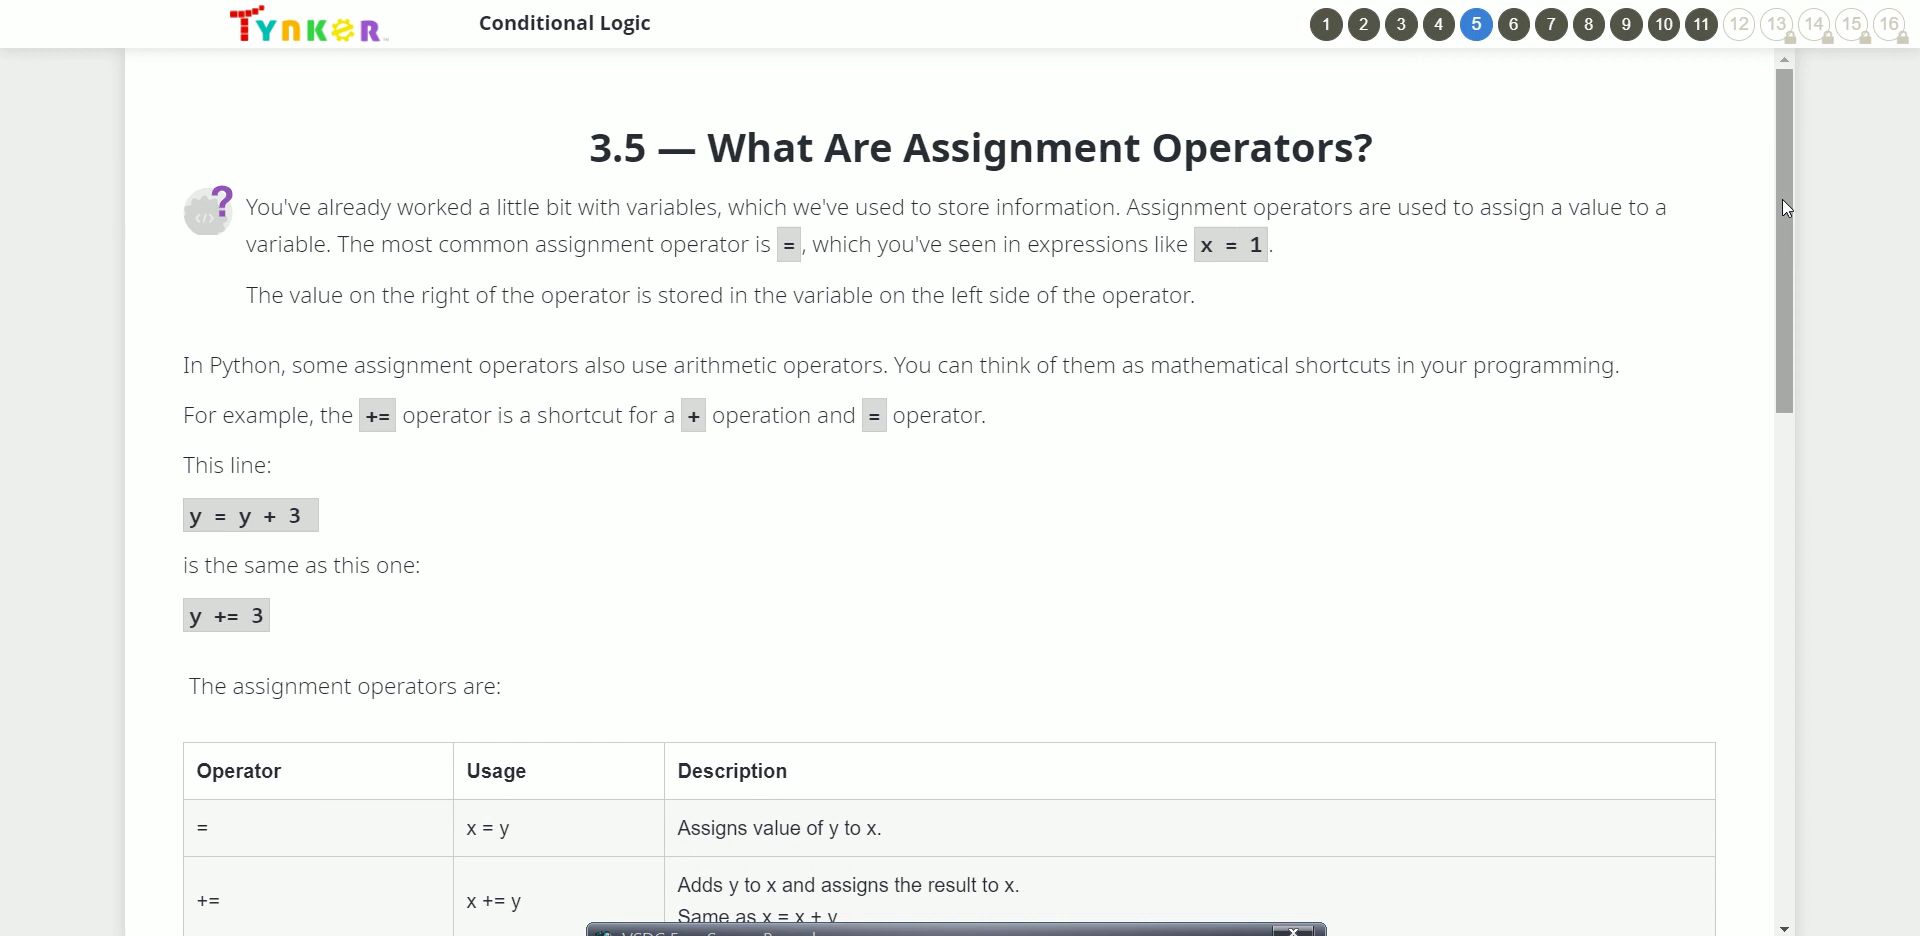 TYNKER
Conditional Logic
1 2 3 4 5 6 7 8 9 10 11 12 13 14 15 16
3.5 — What Are Assignment Operators?
You've already worked a little bit with variables, which we've used to store information. Assignment operators are used to assign a value to a
variable. The most common assignment operator is =, which you've seen in expressions like x = 1.
The value on the right of the operator is stored in the variable on the left side of the operator.
In Python, some assignment operators also use arithmetic operators. You can think of them as mathematical shortcuts in your programming.
For example, the += operator is a shortcut for a + operation and = operator.
This line:
y = y + 3
is the same as this one:
y += 3
The assignment operators are:
Operator Usage Description
= x = y Assigns value of y to x.
+= x += y Adds y to x and assigns the result to x.
Same as x = x + y